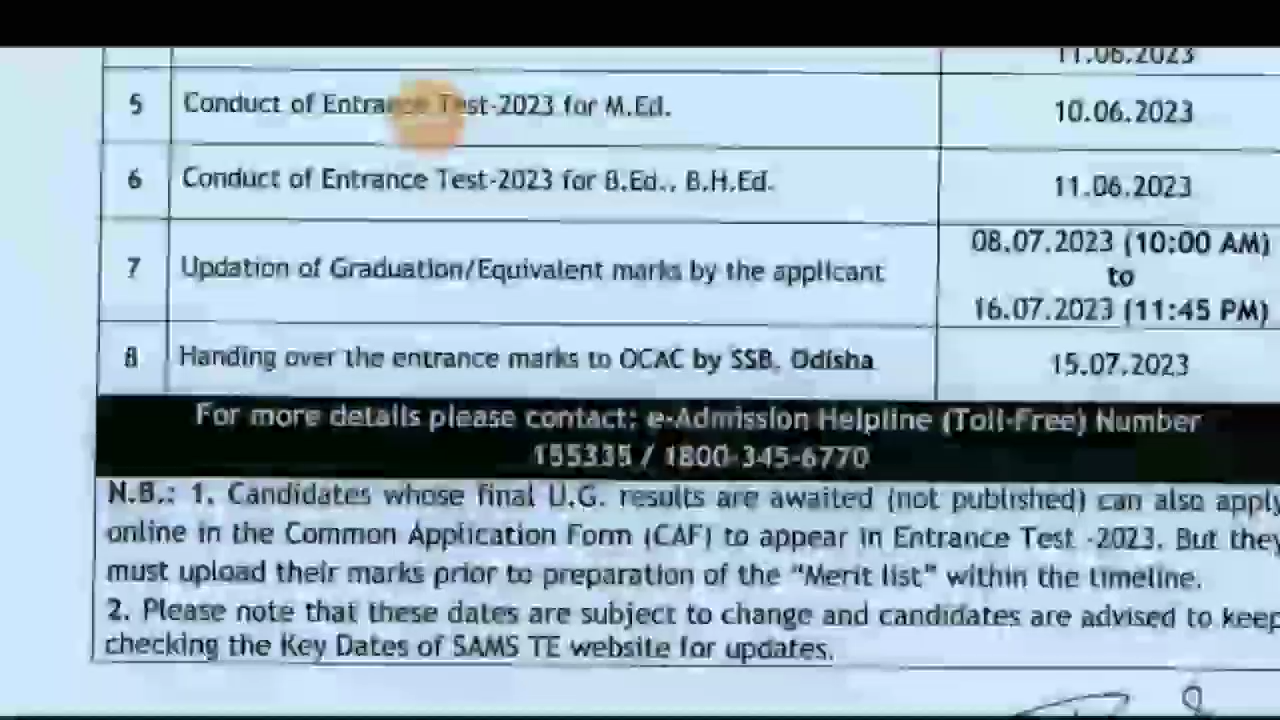 11.06.2023
5 Conduct of Entrance Test-2023 for M.Ed. 10.06.2023
6 Conduct of Entrance Test-2023 for B.Ed., B.H.Ed. 11.06.2023
7 Updation of Graduation/Equivalent marks by the applicant 08.07.2023 (10:00 AM)
to
16.07.2023 (11:45 PM)
8 Handing over the entrance marks to OCAC by SSB, Odisha 15.07.2023
For more details please contact: e-Admission Helpline (Toll-Free) Number
155335 / 1800-345-6770
N.B.: 1. Candidates whose final U.G. results are awaited (not published) can also apply
online in the Common Application Form (CAF) to appear in Entrance Test -2023. But they
must upload their marks prior to preparation of the "Merit list" within the timeline.
2. Please note that these dates are subject to change and candidates are advised to keep
checking the Key Dates of SAMS TE website for updates.